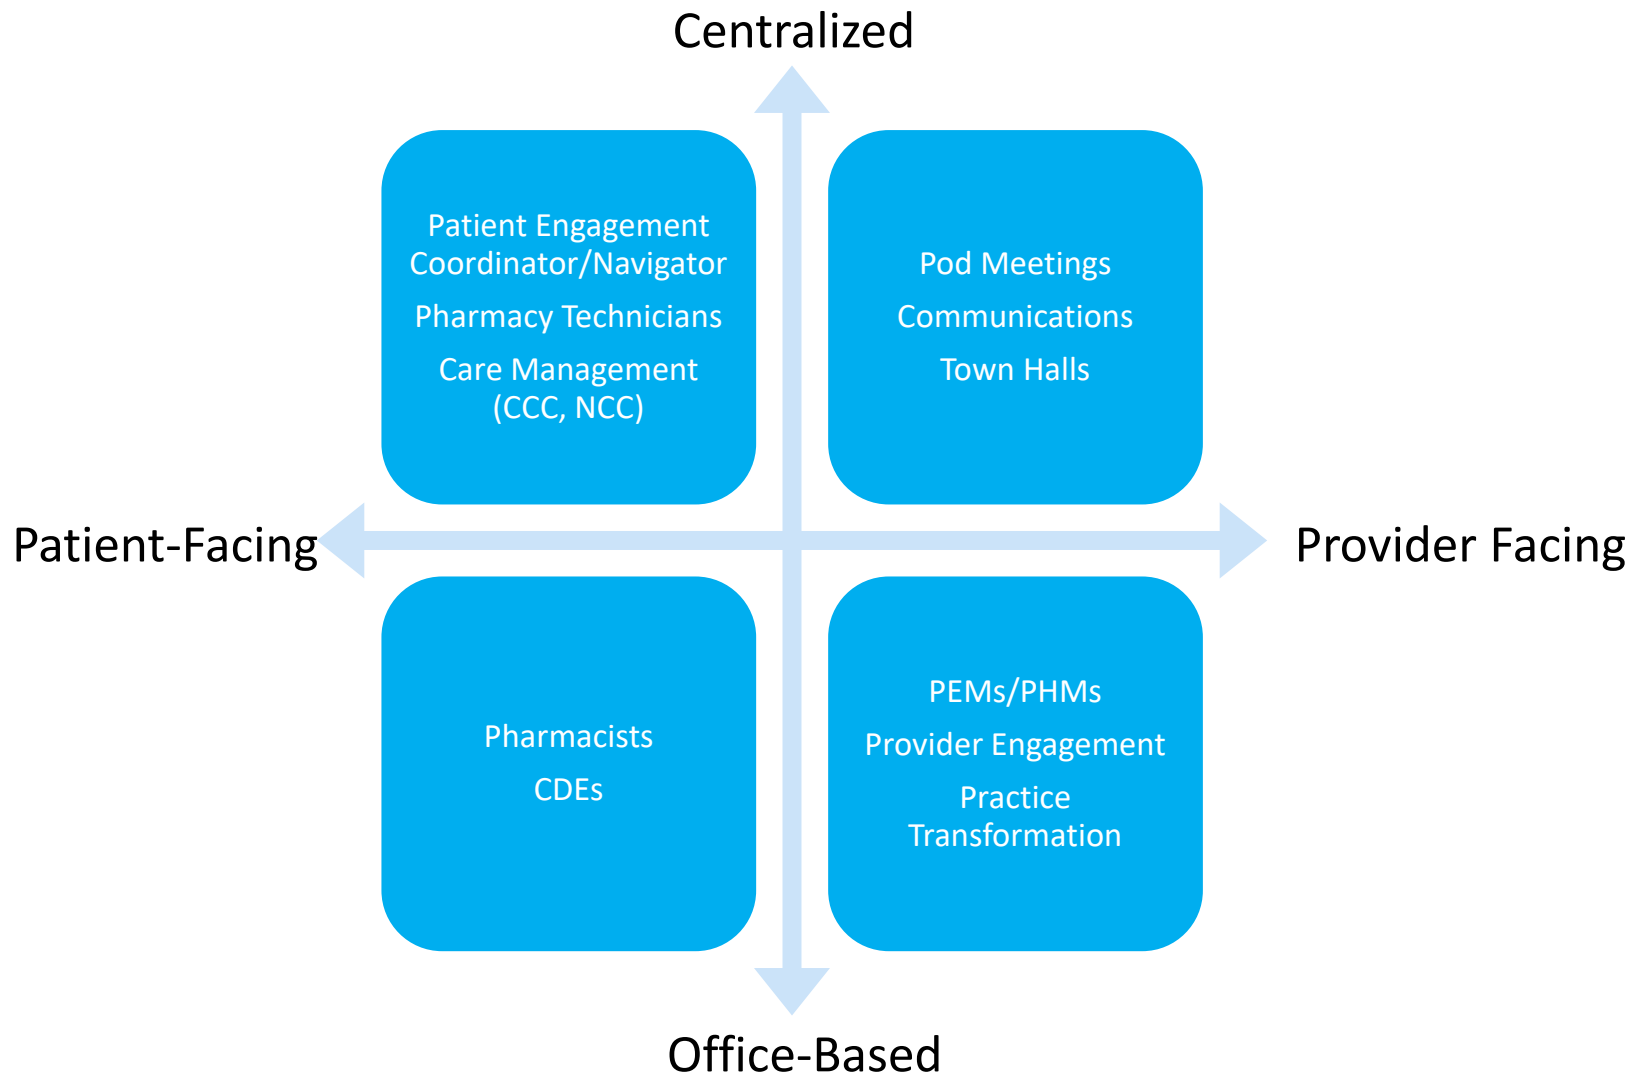 Centralized
Patient Engagement
Coordinator/Navigator
Pharmacy Technicians
Care Management
(CCC, NCC)
Pod Meetings
Communications
Town Halls
Patient-Facing
Provider Facing
Pharmacists
CDEs
PEMs/PHMs
Provider Engagement
Practice
Transformation
Office-Based